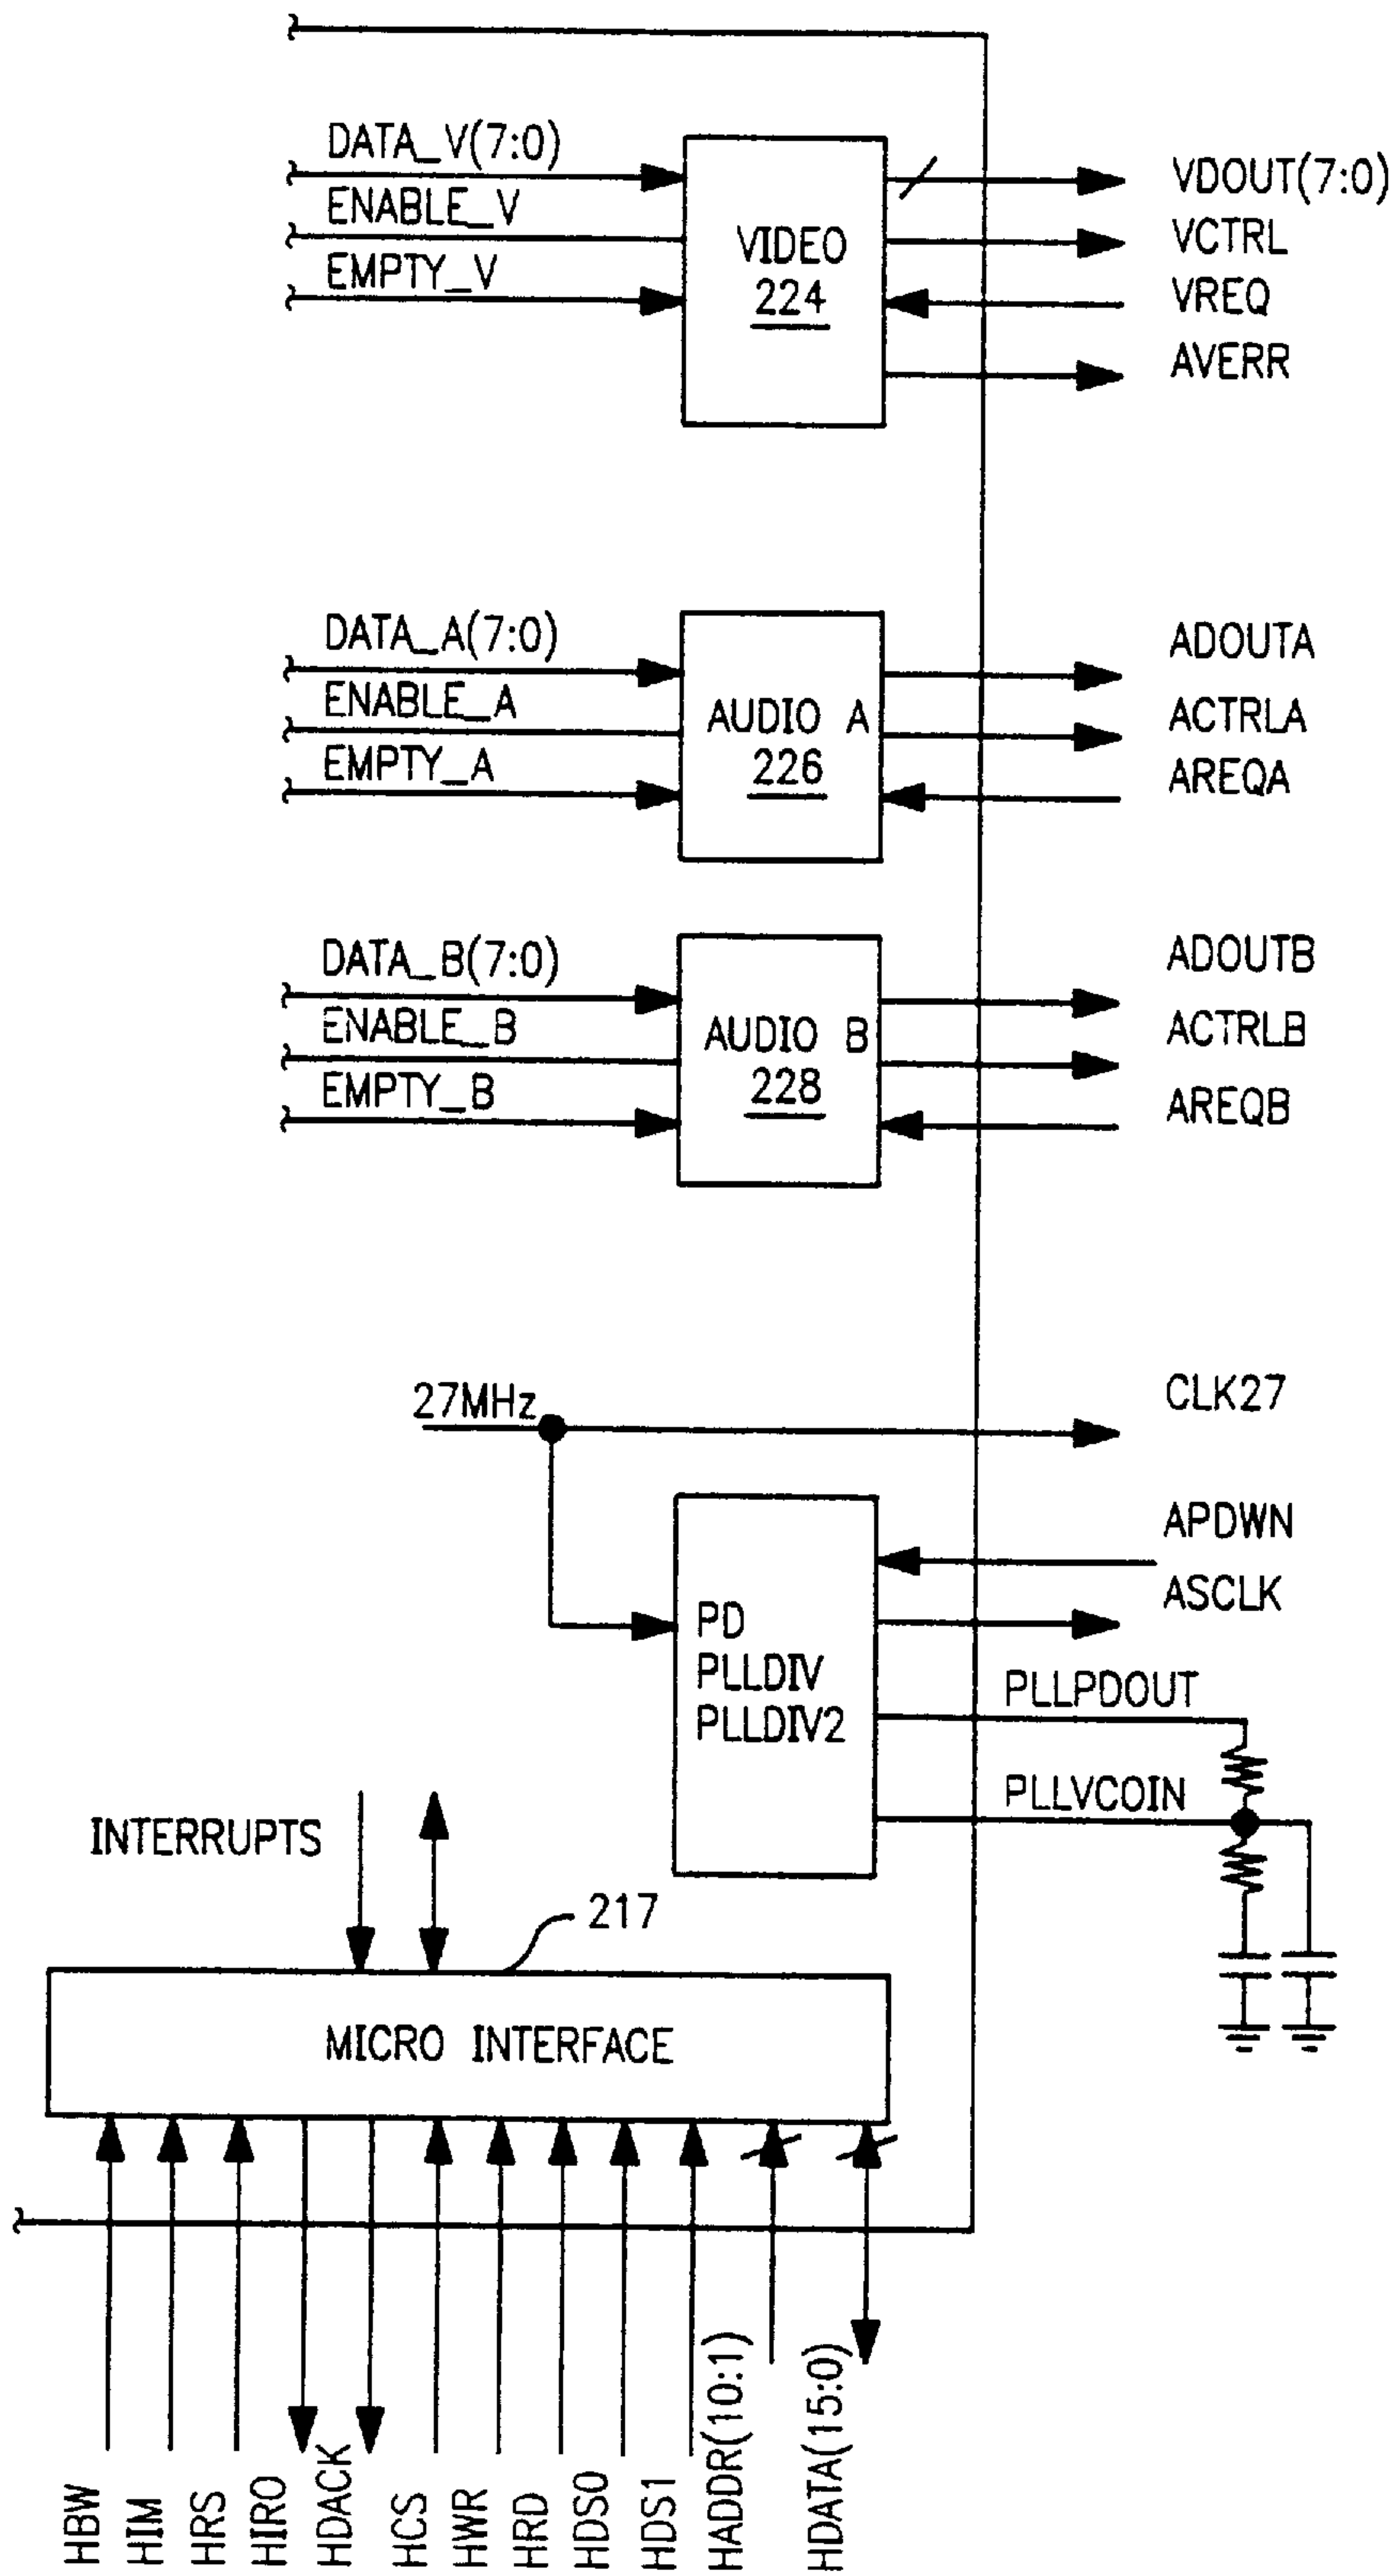 DATA_V(7:0)
ENABLE_V
EMPTY_V
VIDEO
224
VDOUT(7:0)
VCTRL
VREQ
AVERR
DATA_A(7:0)
ENABLE_A
EMPTY_A
AUDIO A
226
ADOUTA
ACTRLA
AREQA
DATA_B(7:0)
ENABLE_B
EMPTY_B
AUDIO B
228
ADOUTB
ACTRLB
AREQB
27MHz
CLK27
APDWN
ASCLK
PD
PLLDIV
PLLDIV2
PLLPDOUT
PLLVCOIN
INTERRUPTS
217
MICRO INTERFACE
HBW
HIM
HRS
HIRO
HDACK
HCS
HWR
HRD
HDS0
HDS1
HADDR(10:1)
HDATA(15:0)